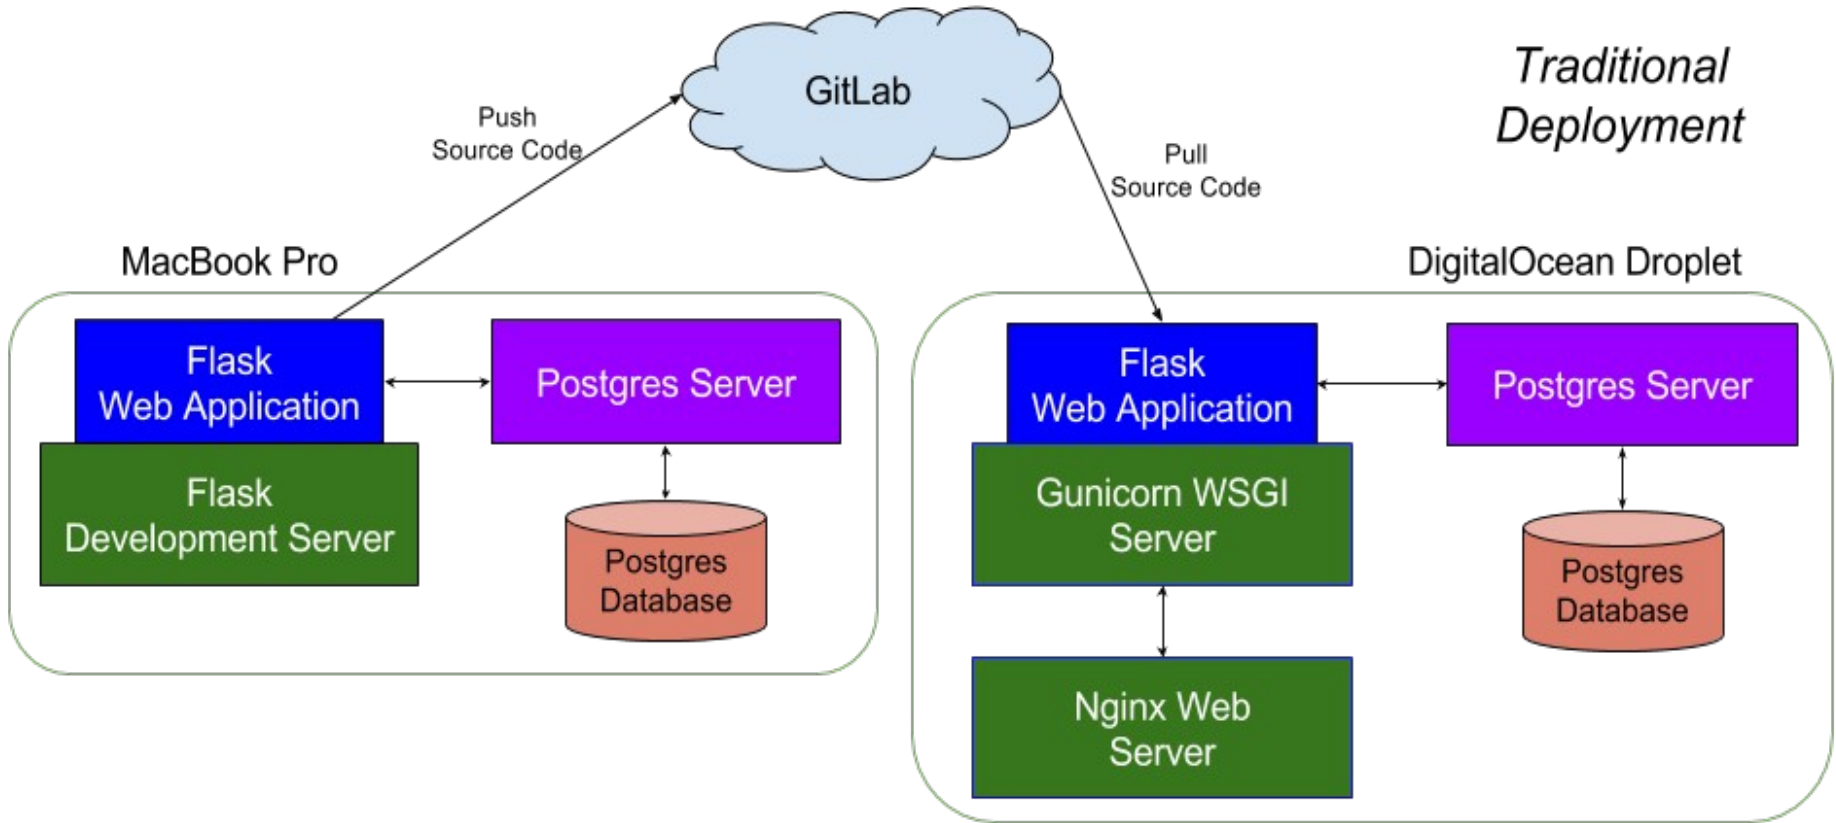 GitLab
Traditional
Deployment
Push
Source Code
Pull
Source Code
MacBook Pro
DigitalOcean Droplet
Flask
Web Application
Postgres Server
Flask
Development Server
Postgres
Database
Flask
Web Application
Postgres Server
Gunicorn WSGI
Server
Postgres
Database
Nginx Web
Server